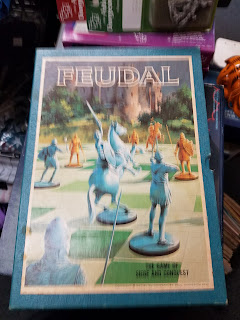 FEUDAL
THE GAME OF
SIEGE AND CONQUEST